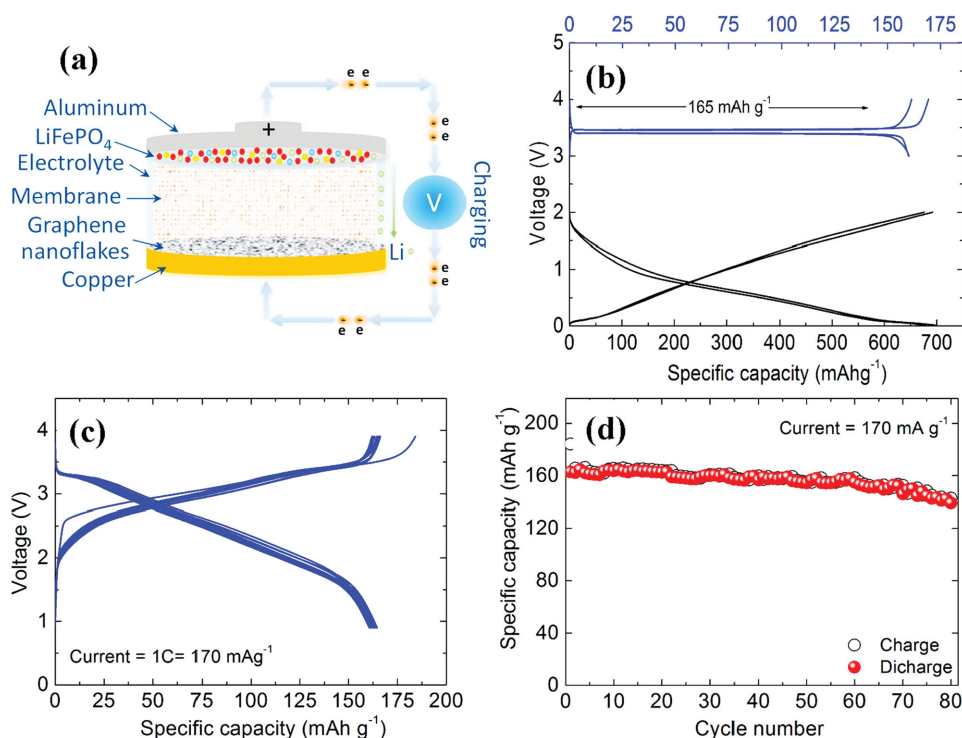 (a)
e e
Aluminum
LiFePO4
Electrolyte
Membrane
Graphene
nanoflakes
Copper
+
e
e
V
Charging
Li
e
e
e e
0 25 50 75 100 125 150 175
(b)
165 mAh g-1
Voltage (V)
5
4
3
2
1
0
0 100 200 300 400 500 600 700
Specific capacity (mAhg-1)
(c)
Voltage (V)
4
3
2
1
0
Current = 1C= 170 mAg-1
0 25 50 75 100 125 150 175 200
Specific capacity (mAh g-1)
(d)
Current = 170 mA g-1
Specific capacity (mAh g-1)
200
160
120
80
40
0
Charge
Dicharge
0 10 20 30 40 50 60 70 80
Cycle number